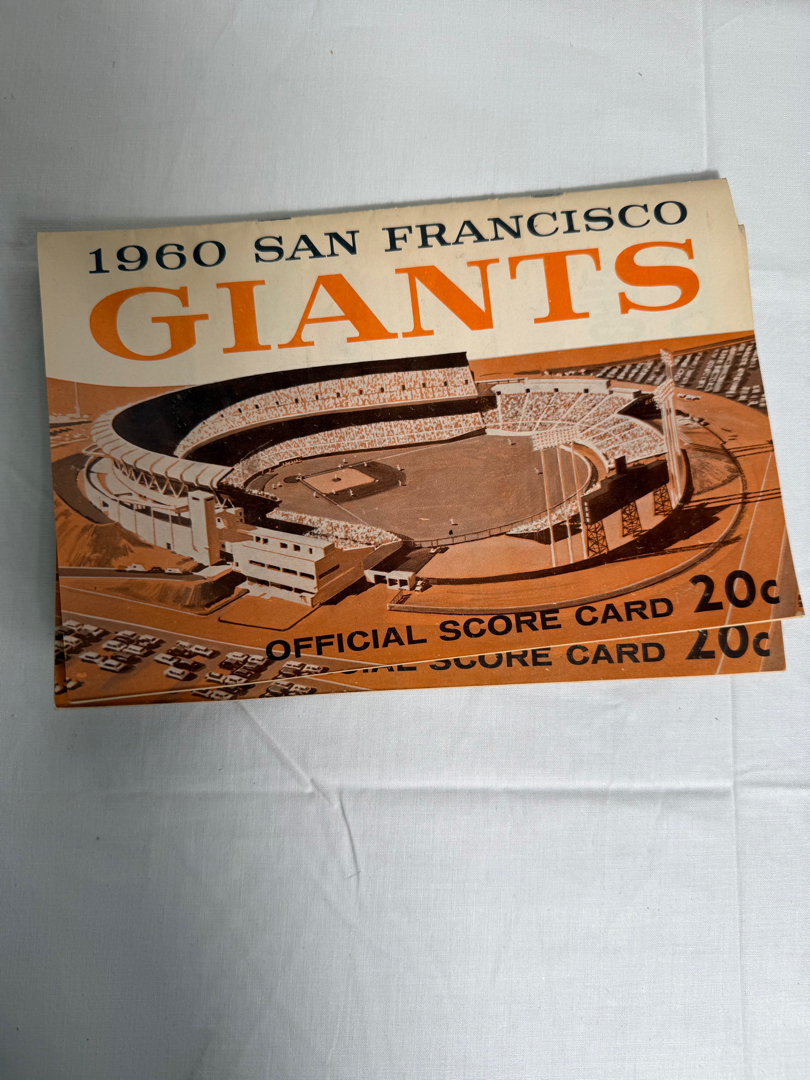 1960 SAN FRANCISCO
GIANTS
OFFICIAL SCORE CARD 20c
SCORE CARD 20c